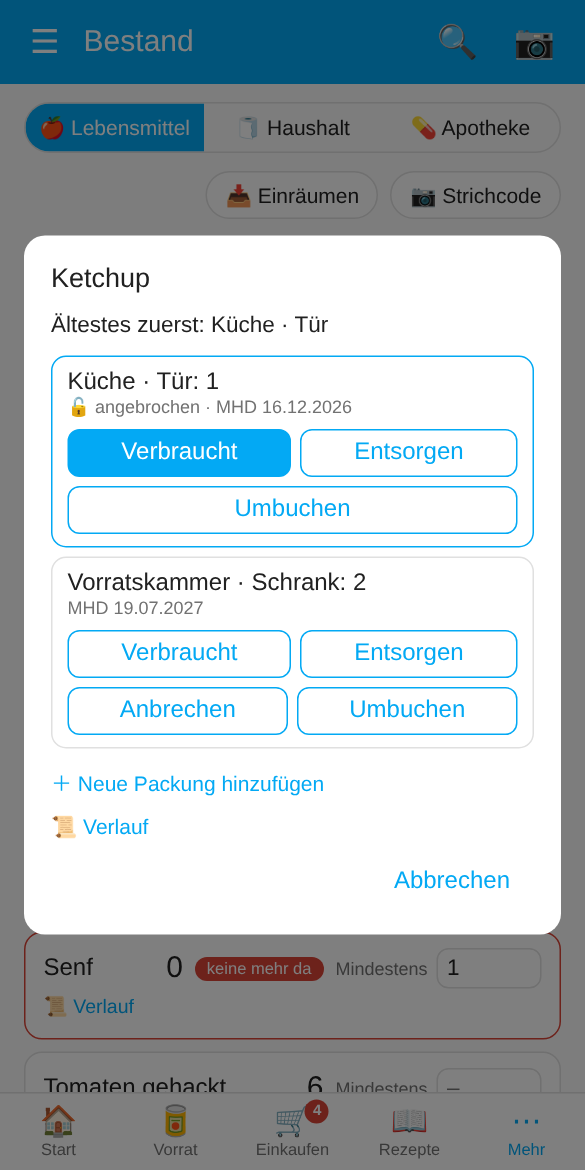 ☰ Bestand 🔍 📷
🍎 Lebensmittel 🧻 Haushalt 💊 Apotheke
📥 Einräumen 📷 Strichcode
Ketchup
Ältestes zuerst: Küche · Tür
Küche · Tür: 1
🔓 angebrochen · MHD 16.12.2026
Verbraucht Entsorgen
Umbuchen
Vorratskammer · Schrank: 2
MHD 19.07.2027
Verbraucht Entsorgen
Anbrechen Umbuchen
+ Neue Packung hinzufügen
📜 Verlauf
Abbrechen
Senf 0 keine mehr da Mindestens 1
📜 Verlauf
Tomaten gehackt 6 Mindestens –
4
Start Vorrat Einkaufen Rezepte Mehr